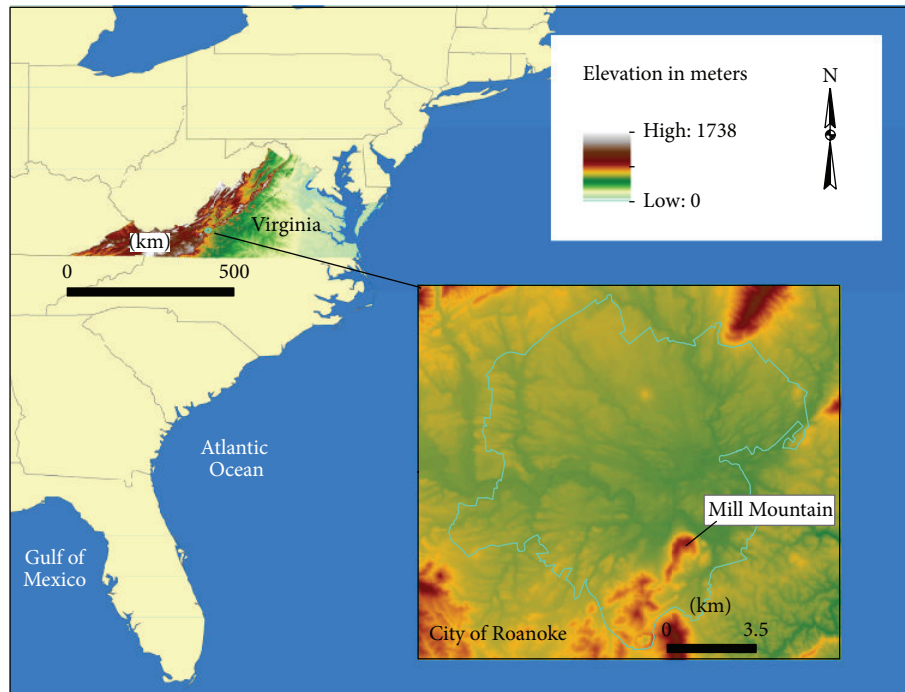 Elevation in meters
N
High: 1738
Low: 0
Virginia
(km)
0
500
Atlantic
Ocean
Mill Mountain
Gulf of
Mexico
(km)
0
3.5
City of Roanoke